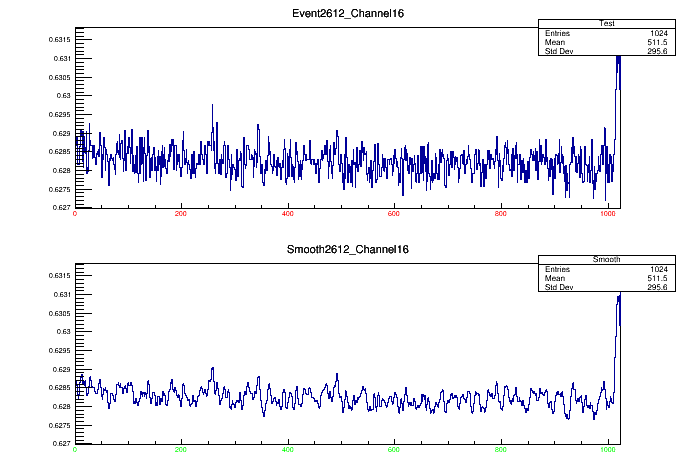 Event2612_Channel16
Test
Entries 1024
Mean 511.5
Std Dev 295.6
0.6315
0.631
0.6305
0.63
0.6295
0.629
0.6285
0.628
0.6275
0.627
0 200 400 600 800 1000
Smooth2612_Channel16
Smooth
Entries 1024
Mean 511.5
Std Dev 295.6
0.6315
0.631
0.6305
0.63
0.6295
0.629
0.6285
0.628
0.6275
0.627
0 200 400 600 800 1000